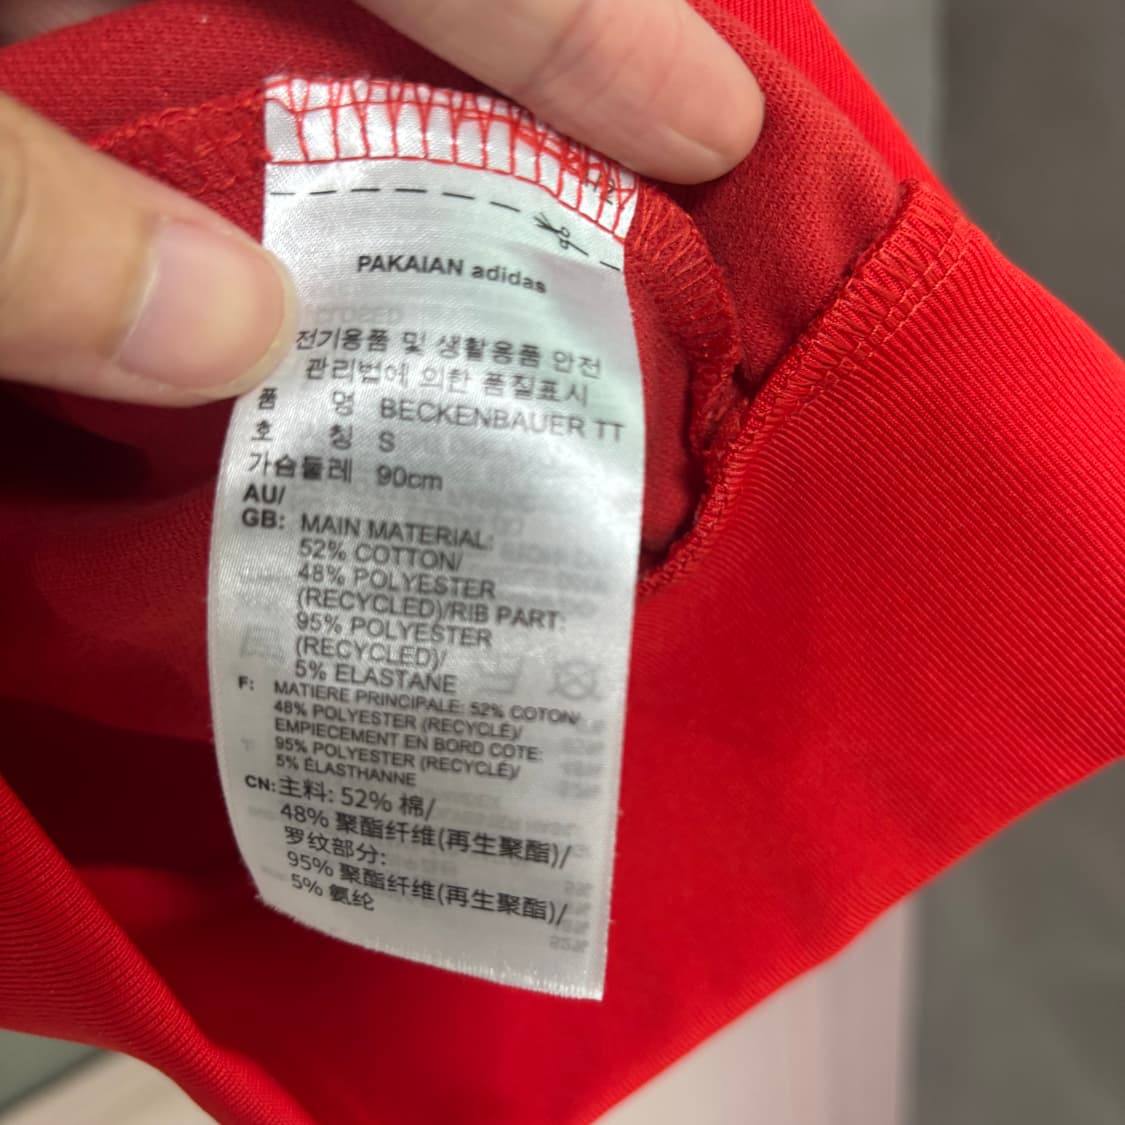 PAKAIAN adidas
전기용품 및 생활용품 안전
관리법에 의한 품질표시
품 명 BECKENBAUER TT
호 칭 S
가슴둘레 90cm
AU/
GB: MAIN MATERIAL:
52% COTTON/
48% POLYESTER
(RECYCLED)/RIB PART:
95% POLYESTER
(RECYCLED)/
5% ELASTANE
F: MATIERE PRINCIPALE: 52% COTON/
48% POLYESTER (RECYCLÉ)/
EMPIECEMENT EN BORD COTE:
95% POLYESTER (RECYCLÉ)/
5% ÉLASTHANNE
CN: 主料: 52% 棉/
48% 聚酯纤维(再生聚酯)/
罗纹部分:
95% 聚酯纤维(再生聚酯)/
5% 氨纶